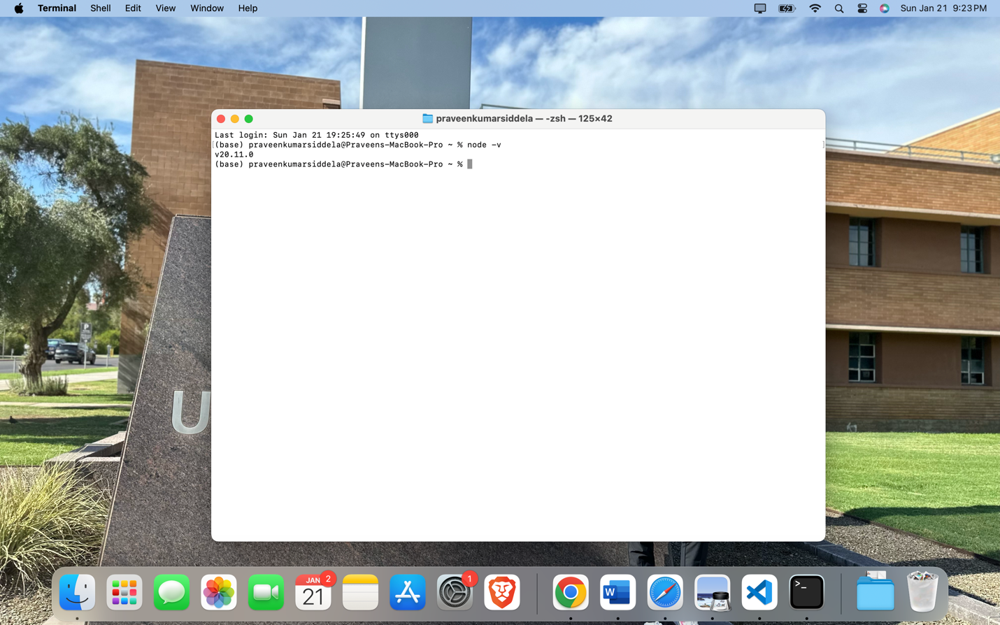 Terminal Shell Edit View Window Help Sun Jan 21 9:23 PM
praveenkumarsiddela — -zsh — 125×42
Last login: Sun Jan 21 19:25:49 on ttys000
[(base) praveenkumarsiddela@Praveens-MacBook-Pro ~ % node -v ]
v20.11.0
(base) praveenkumarsiddela@Praveens-MacBook-Pro ~ %
P
U
JAN 2
21
1
W
>_